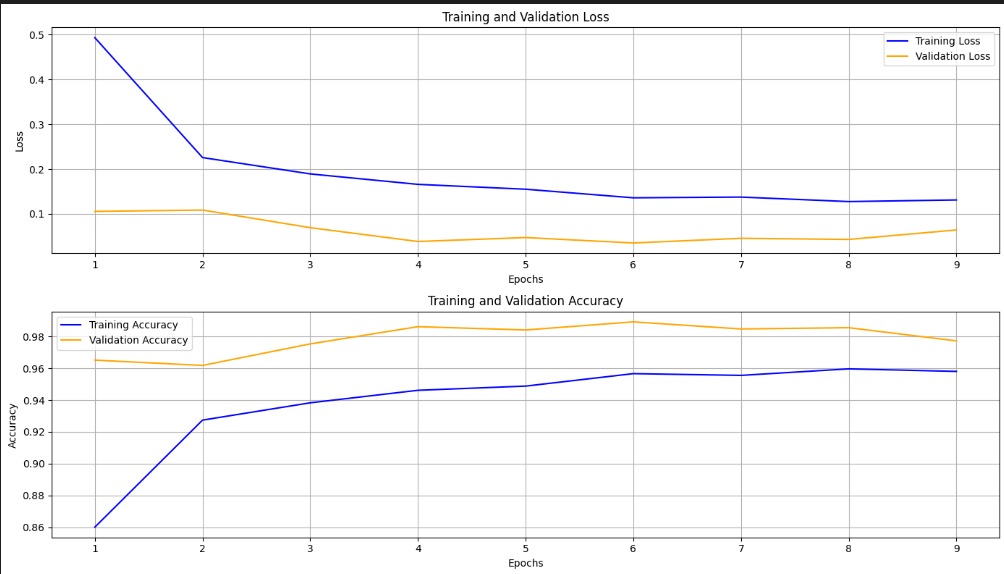 Training and Validation Loss
0.5
0.4
0.3
0.2
0.1
Loss
Training Loss
Validation Loss
1 2 3 4 5 6 7 8 9
Epochs
Training and Validation Accuracy
0.98
0.96
0.94
0.92
0.90
0.88
0.86
Accuracy
Training Accuracy
Validation Accuracy
1 2 3 4 5 6 7 8 9
Epochs